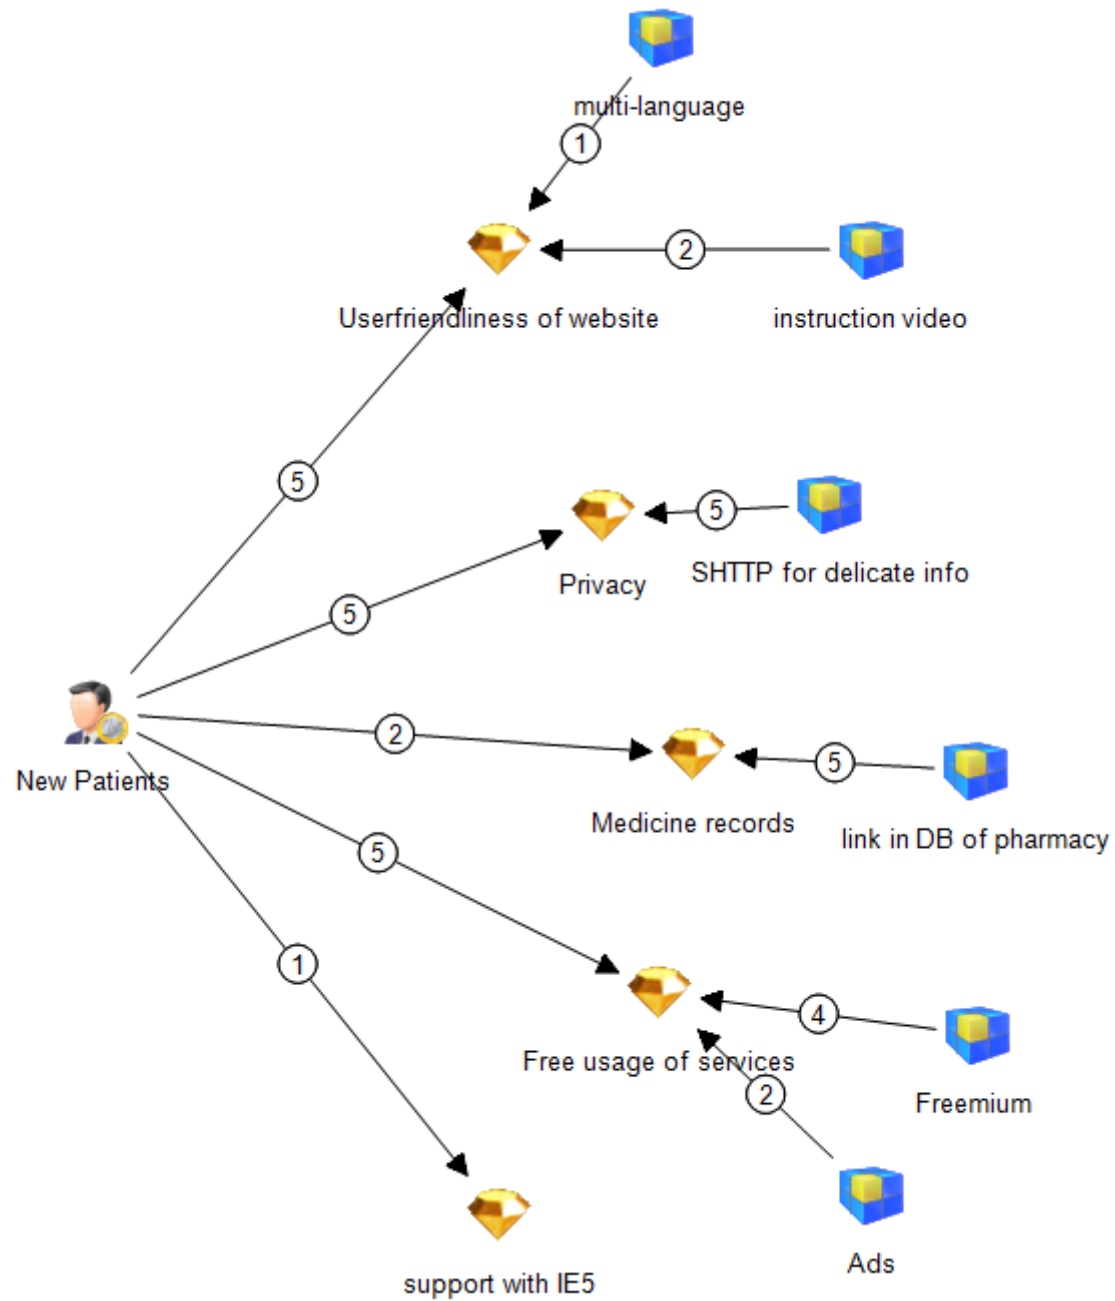 multi-language
1
2
Userfriendliness of website
instruction video
5
5
SHTTP for delicate info
Privacy
5
2
5
New Patients
Medicine records
link in DB of pharmacy
5
1
4
Free usage of services
2
Freemium
Ads
support with IE5